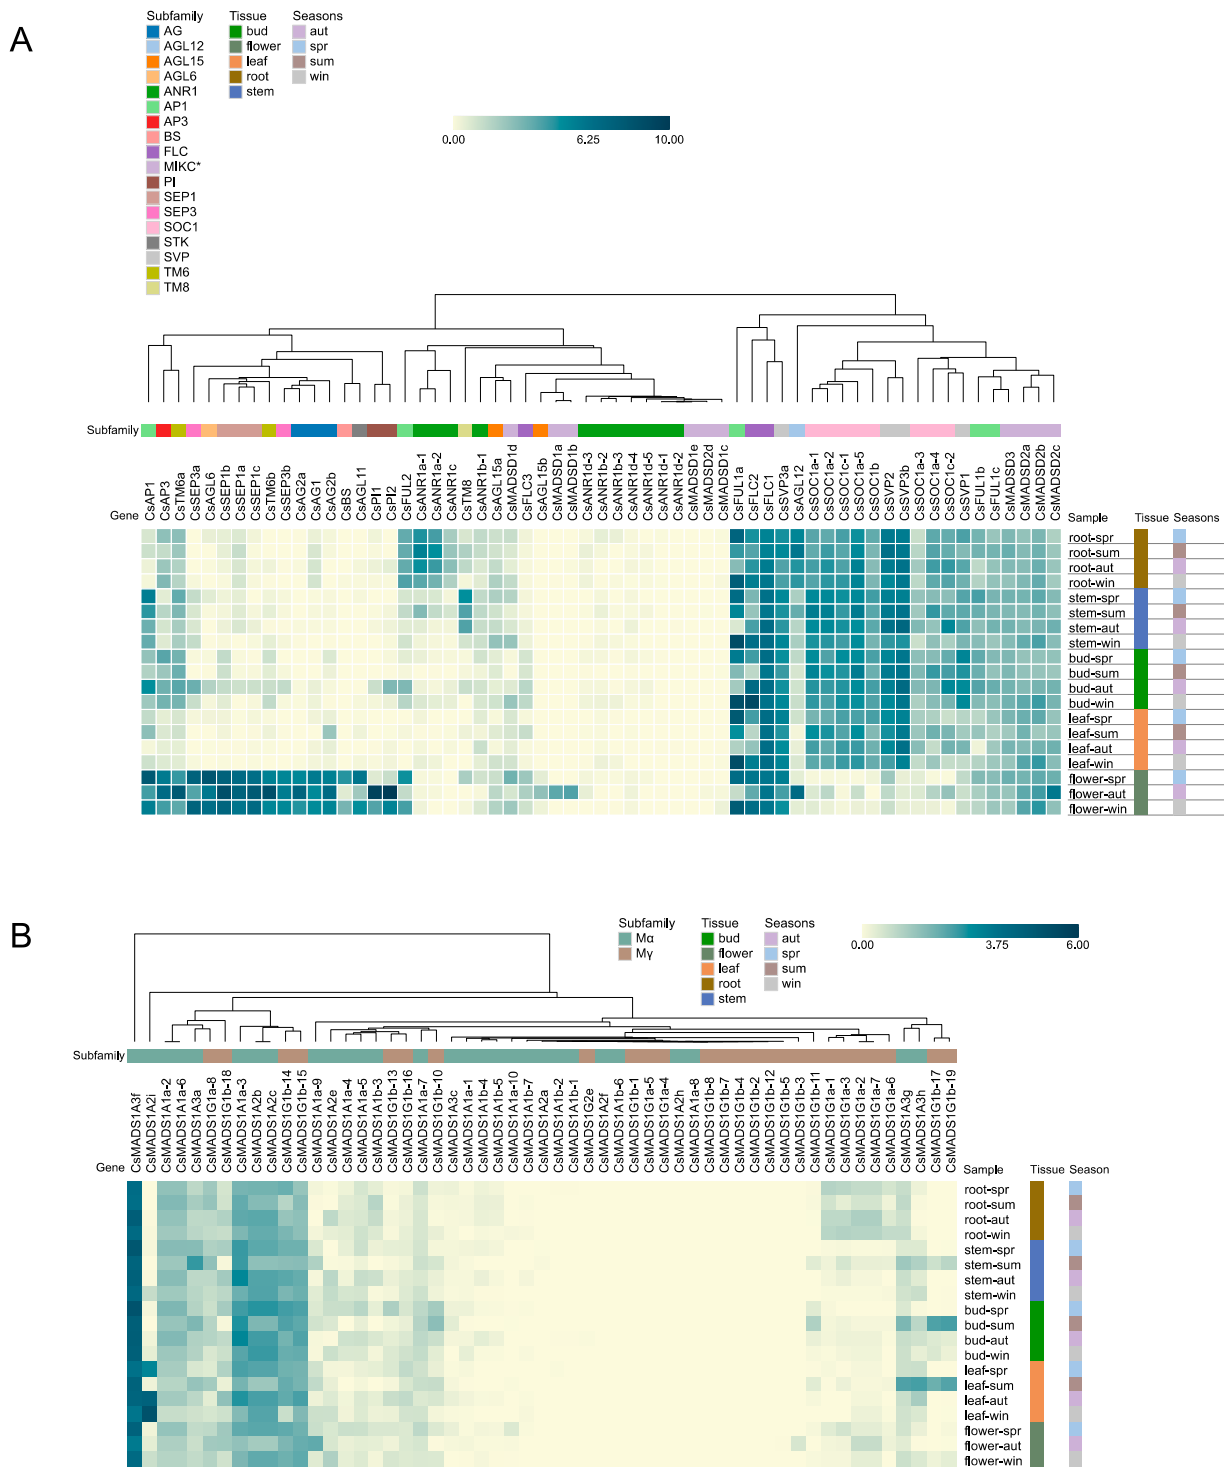 A
Subfamily
AG
AGL12
AGL15
AGL6
ANR1
AP1
AP3
BS
FLC
MIKC*
PI
SEP1
SEP3
SOC1
STK
SVP
TM6
TM8
Tissue
bud
flower
leaf
root
stem
Seasons
aut
spr
sum
win
0.00 6.25 10.00
Subfamily
Gene
CsAP1
CsAP3
CsTM6a
CsSEP3a
CsAGL6
CsSEP1b
CsSEP1a
CsSEP1c
CsTM6b
CsSEP3b
CsAG2a
CsAG1
CsAG2b
CsBS
CsAGL11
CsPI1
CsPI2
CsFUL2
CsANR1a-1
CsANR1a-2
CsANR1c
CsTM8
CsANR1b-1
CsAGL15a
CsMADSD1d
CsFLC3
CsAGL15b
CsMADSD1a
CsMADSD1b
CsANR1d-3
CsANR1b-2
CsANR1b-3
CsANR1d-4
CsANR1d-5
CsANR1d-1
CsANR1d-2
CsMADSD1e
CsMADSD2d
CsMADSD1c
CsFUL1a
CsFLC2
CsFLC1
CsSVP3a
CsAGL12
CsSOC1a-1
CsSOC1a-2
CsSOC1c-1
CsSOC1a-5
CsSOC1b
CsSVP2
CsSVP3b
CsSOC1a-3
CsSOC1a-4
CsSOC1c-2
CsSVP1
CsFUL1b
CsFUL1c
CsMADSD3
CsMADSD2a
CsMADSD2b
CsMADSD2c
Sample Tissue Seasons
root-spr
root-sum
root-aut
root-win
stem-spr
stem-sum
stem-aut
stem-win
bud-spr
bud-sum
bud-aut
bud-win
leaf-spr
leaf-sum
leaf-aut
leaf-win
flower-spr
flower-aut
flower-win
B
Subfamily
Mα
Mγ
Tissue
bud
flower
leaf
root
stem
Seasons
aut
spr
sum
win
0.00 3.75 6.00
Subfamily
Gene
CsMADS1A3f
CsMADS1A2i
CsMADS1A1a-2
CsMADS1A1a-6
CsMADS1A3a
CsMADS1G1a-8
CsMADS1G1b-18
CsMADS1A1a-3
CsMADS1A2b
CsMADS1A2c
CsMADS1G1b-14
CsMADS1G1b-15
CsMADS1A1a-9
CsMADS1A2e
CsMADS1A1a-4
CsMADS1A1a-5
CsMADS1A1b-3
CsMADS1G1b-13
CsMADS1G1b-16
CsMADS1A1a-7
CsMADS1G1b-10
CsMADS1A3c
CsMADS1A1a-1
CsMADS1A1b-4
CsMADS1A1b-5
CsMADS1A1a-10
CsMADS1A1b-7
CsMADS1A2a
CsMADS1A1b-2
CsMADS1A1b-1
CsMADS1G2e
CsMADS1A2f
CsMADS1A1b-6
CsMADS1G1b-1
CsMADS1G1a-5
CsMADS1G1a-4
CsMADS1A2h
CsMADS1A1a-8
CsMADS1G1b-8
CsMADS1G1b-7
CsMADS1G1b-4
CsMADS1G1b-2
CsMADS1G1b-12
CsMADS1G1b-5
CsMADS1G1b-3
CsMADS1G1b-11
CsMADS1G1a-1
CsMADS1G1a-3
CsMADS1G1a-2
CsMADS1G1a-7
CsMADS1G1a-6
CsMADS1A3g
CsMADS1A3h
CsMADS1G1b-17
CsMADS1G1b-19
Sample Tissue Season
root-spr
root-sum
root-aut
root-win
stem-spr
stem-sum
stem-aut
stem-win
bud-spr
bud-sum
bud-aut
bud-win
leaf-spr
leaf-sum
leaf-aut
leaf-win
flower-spr
flower-aut
flower-win